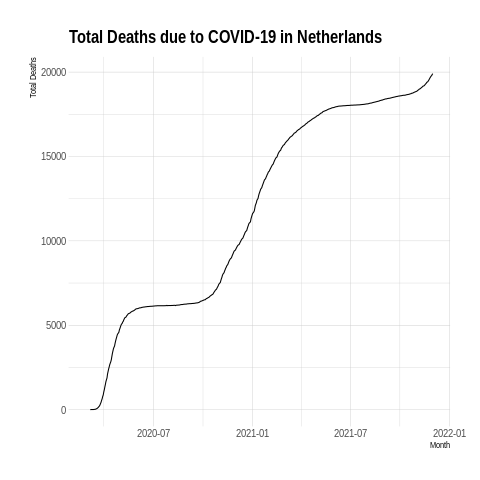 Total Deaths due to COVID-19 in Netherlands
Total Deaths
20000
15000
10000
5000
0
2020-07 2021-01 2021-07 2022-01
Month